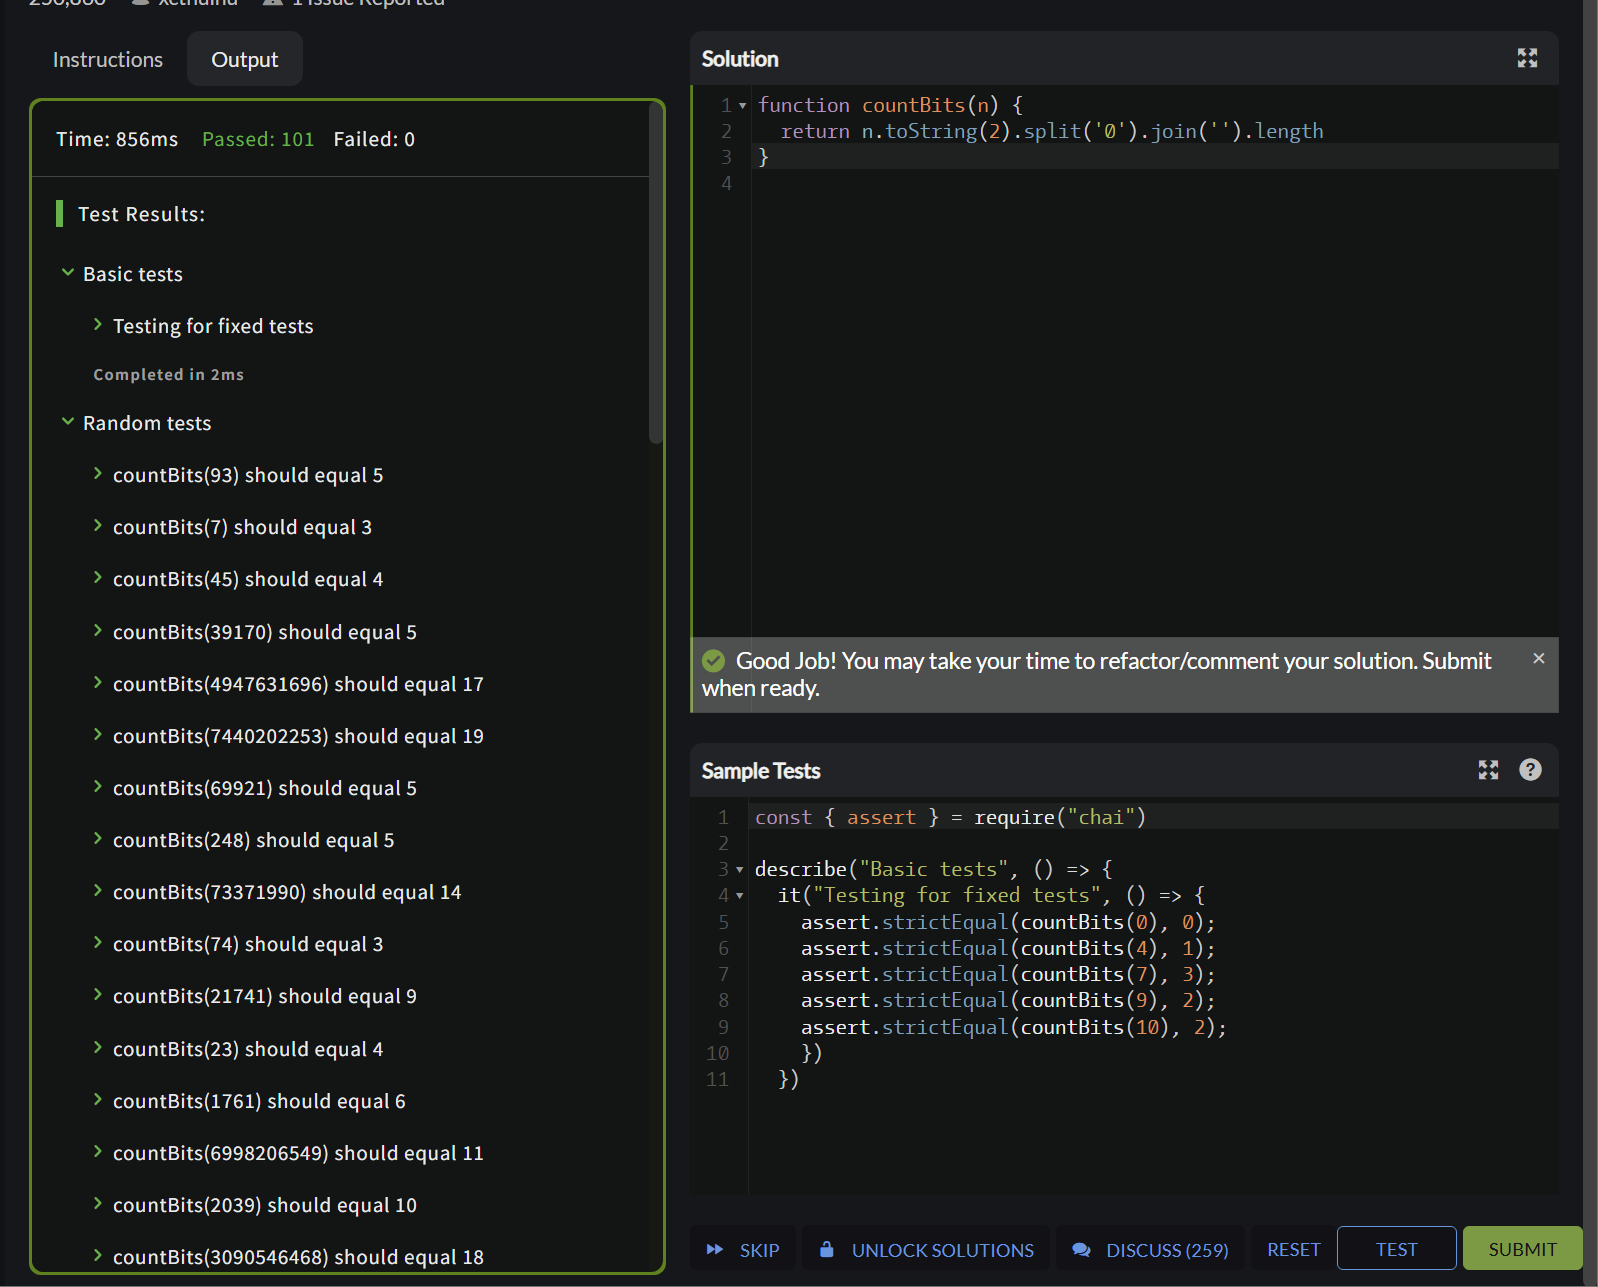 Instructions
Output
Time: 856ms Passed: 101 Failed: 0
Test Results:
Basic tests
Testing for fixed tests
Completed in 2ms
Random tests
countBits(93) should equal 5
countBits(7) should equal 3
countBits(45) should equal 4
countBits(39170) should equal 5
countBits(4947631696) should equal 17
countBits(7440202253) should equal 19
countBits(69921) should equal 5
countBits(248) should equal 5
countBits(73371990) should equal 14
countBits(74) should equal 3
countBits(21741) should equal 9
countBits(23) should equal 4
countBits(1761) should equal 6
countBits(6998206549) should equal 11
countBits(2039) should equal 10
countBits(3090546468) should equal 18
Solution
1 function countBits(n) {
2 return n.toString(2).split('0').join('').length
3 }
4
Good Job! You may take your time to refactor/comment your solution. Submit
when ready.
Sample Tests
1 const { assert } = require("chai")
2
3 describe("Basic tests", () => {
4 it("Testing for fixed tests", () => {
5 assert.strictEqual(countBits(0), 0);
6 assert.strictEqual(countBits(4), 1);
7 assert.strictEqual(countBits(7), 3);
8 assert.strictEqual(countBits(9), 2);
9 assert.strictEqual(countBits(10), 2);
10 })
11 })
SKIP
UNLOCK SOLUTIONS
DISCUSS (259)
RESET
TEST
SUBMIT